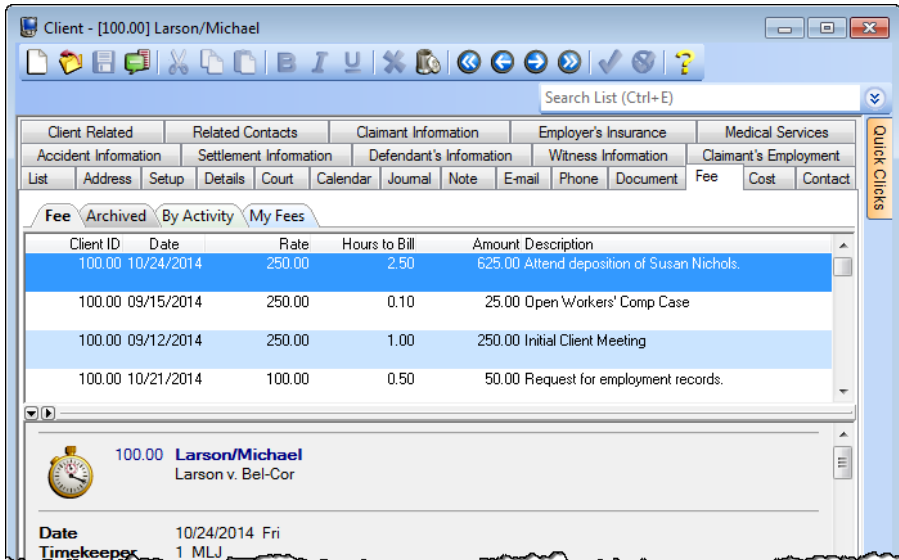 Client - [100.00] Larson/Michael
B I U
Search List (Ctrl+E)
Client Related Related Contacts Claimant Information Employer's Insurance Medical Services
Accident Information Settlement Information Defendant's Information Witness Information Claimant's Employment
List Address Setup Details Court Calendar Journal Note E-mail Phone Document Fee Cost Contact
Quick Clicks
Fee Archived By Activity My Fees
Client ID Date Rate Hours to Bill Amount Description
100.00 10/24/2014 250.00 2.50 625.00 Attend deposition of Susan Nichols.
100.00 09/15/2014 250.00 0.10 25.00 Open Workers' Comp Case
100.00 09/12/2014 250.00 1.00 250.00 Initial Client Meeting
100.00 10/21/2014 100.00 0.50 50.00 Request for employment records.
100.00 Larson/Michael
Larson v. Bel-Cor
Date 10/24/2014 Fri
Timekeeper 1 MLJ